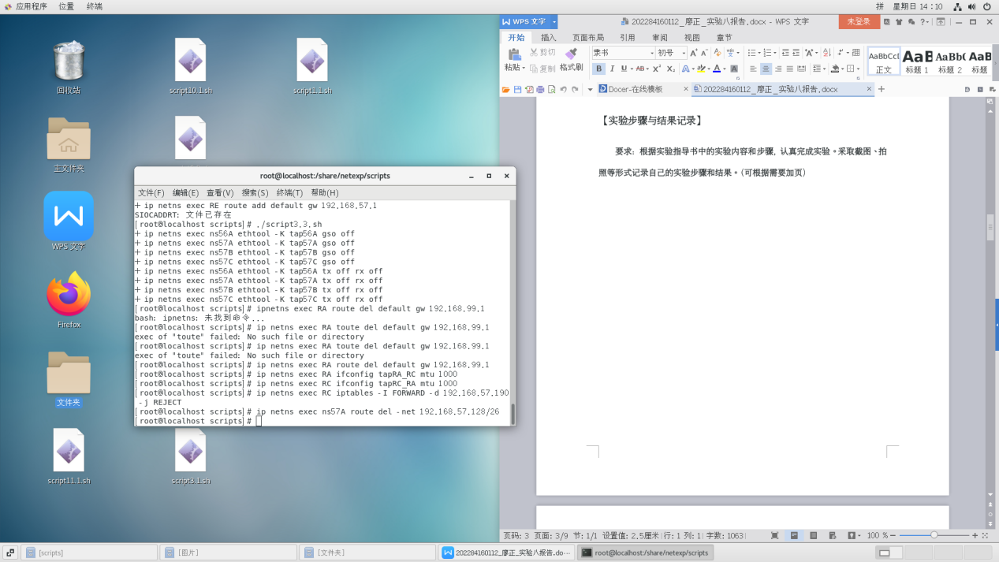 应用程序 位置 终端
拼 星期日 14：10
回收站
script10.1.sh
script1.1.sh
主文件夹
WPS 文字
Firefox
文件夹
script11.1.sh
script3.1.sh
root@localhost:/share/netexp/scripts
文件(F) 编辑(E) 查看(V) 搜索(S) 终端(T) 帮助(H)
+ ip netns exec RE route add default gw 192.168.57.1
SIOCADDRT: 文件已存在
[root@localhost scripts]# ./script3.3.sh
+ ip netns exec ns56A ethtool -K tap56A gso off
+ ip netns exec ns57A ethtool -K tap57A gso off
+ ip netns exec ns57B ethtool -K tap57B gso off
+ ip netns exec ns57C ethtool -K tap57C gso off
+ ip netns exec ns56A ethtool -K tap56A tx off rx off
+ ip netns exec ns57A ethtool -K tap57A tx off rx off
+ ip netns exec ns57B ethtool -K tap57B tx off rx off
+ ip netns exec ns57C ethtool -K tap57C tx off rx off
[root@localhost scripts]# ipnetns exec RA route del default gw 192.168.99.1
bash: ipnetns: 未找到命令...
[root@localhost scripts]# ip netns exec RA toute del default gw 192.168.99.1
exec of "toute" failed: No such file or directory
[root@localhost scripts]# ip netns exec RA toute del default gw 192.168.99.1
exec of "toute" failed: No such file or directory
[root@localhost scripts]# ip netns exec RA route del default gw 192.168.99.1
[root@localhost scripts]# ip netns exec RA ifconfig tapRA_RC mtu 1000
[root@localhost scripts]# ip netns exec RC ifconfig tapRC_RA mtu 1000
[root@localhost scripts]# ip netns exec RC iptables -I FORWARD -d 192.168.57.190
-j REJECT
[root@localhost scripts]# ip netns exec ns57A route del -net 192.168.57.128/26
[root@localhost scripts]#
WPS 文字 202284160112_廖正_实验八报告.docx - WPS 文字 未登录
开始 插入 页面布局 引用 审阅 视图 章节
粘贴 剪切 复制 格式刷 隶书 初号
AaBbCcD AaB AaBb( AaB
正文 标题 1 标题 2 标题
Docer-在线模板 202284160112_廖正_实验八报告.docx
【实验步骤与结果记录】
要求：根据实验指导书中的实验内容和步骤，认真完成实验。采取截图、拍
照等形式记录自己的实验步骤和结果。（可根据需要加页）
页码: 3 页面: 3/9 节: 1/1 设置值: 2.5厘米 行: 1 列: 1 字数: 1063 100 %
[scripts] [图片] [文件夹] 202284160112_廖正_实验八报告.do... root@localhost:/share/netexp/scripts